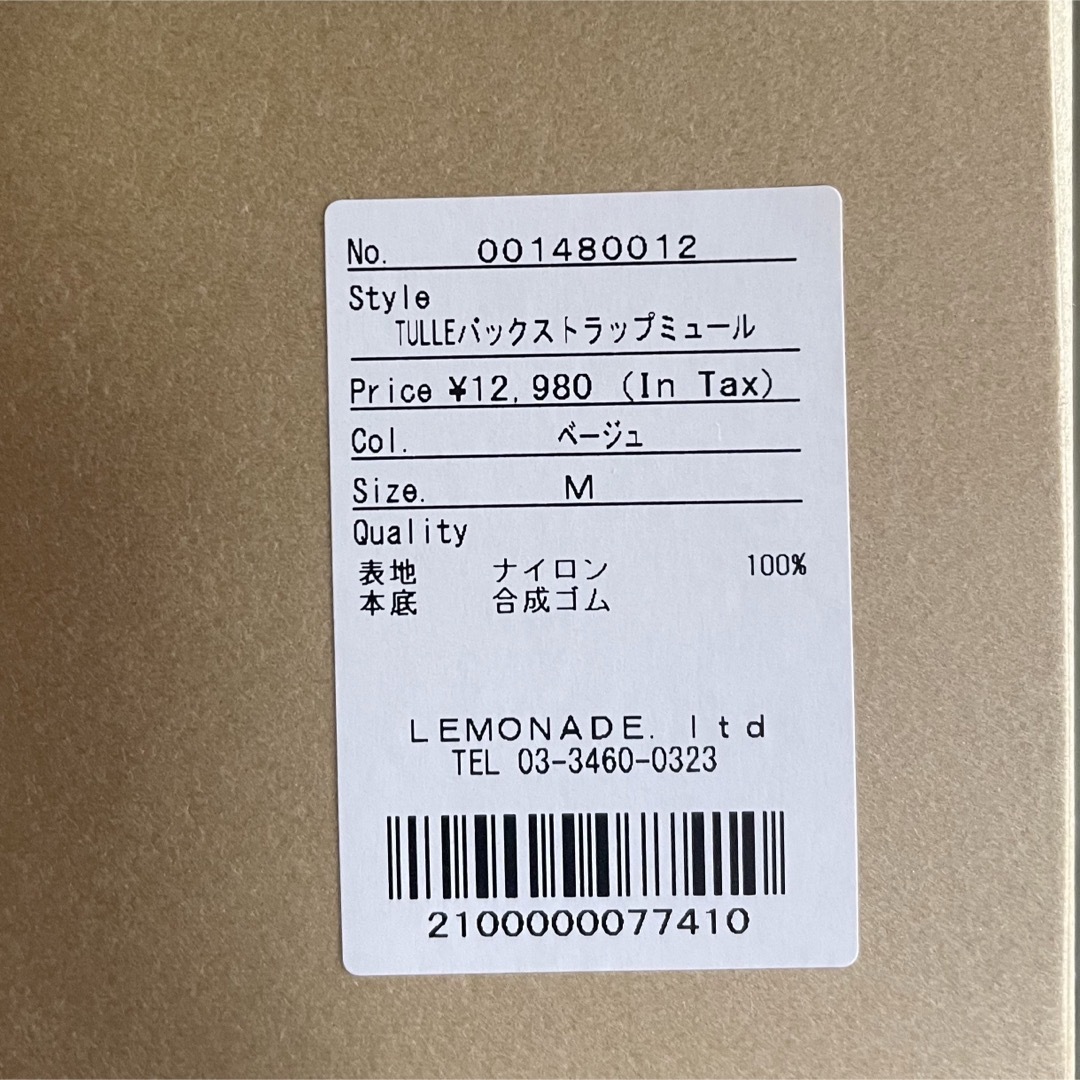 No. 001480012
Style
TULLEバックストラップミュール
Price ¥12,980 (In Tax)
Col. ベージュ
Size. M
Quality
表地 ナイロン 100%
本底 合成ゴム
LEMONADE. ltd
TEL 03-3460-0323
2100000077410